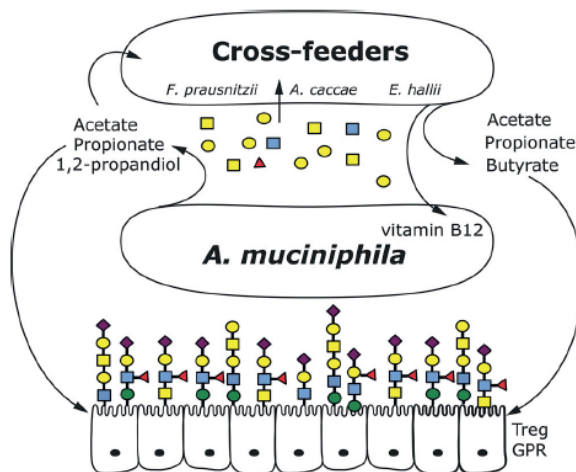 Cross-feeders
F. prausnitzii A. caccae E. hallii
Acetate
Propionate
1,2-propandiol
Acetate
Propionate
Butyrate
vitamin B12
A. muciniphila
Treg
GPR